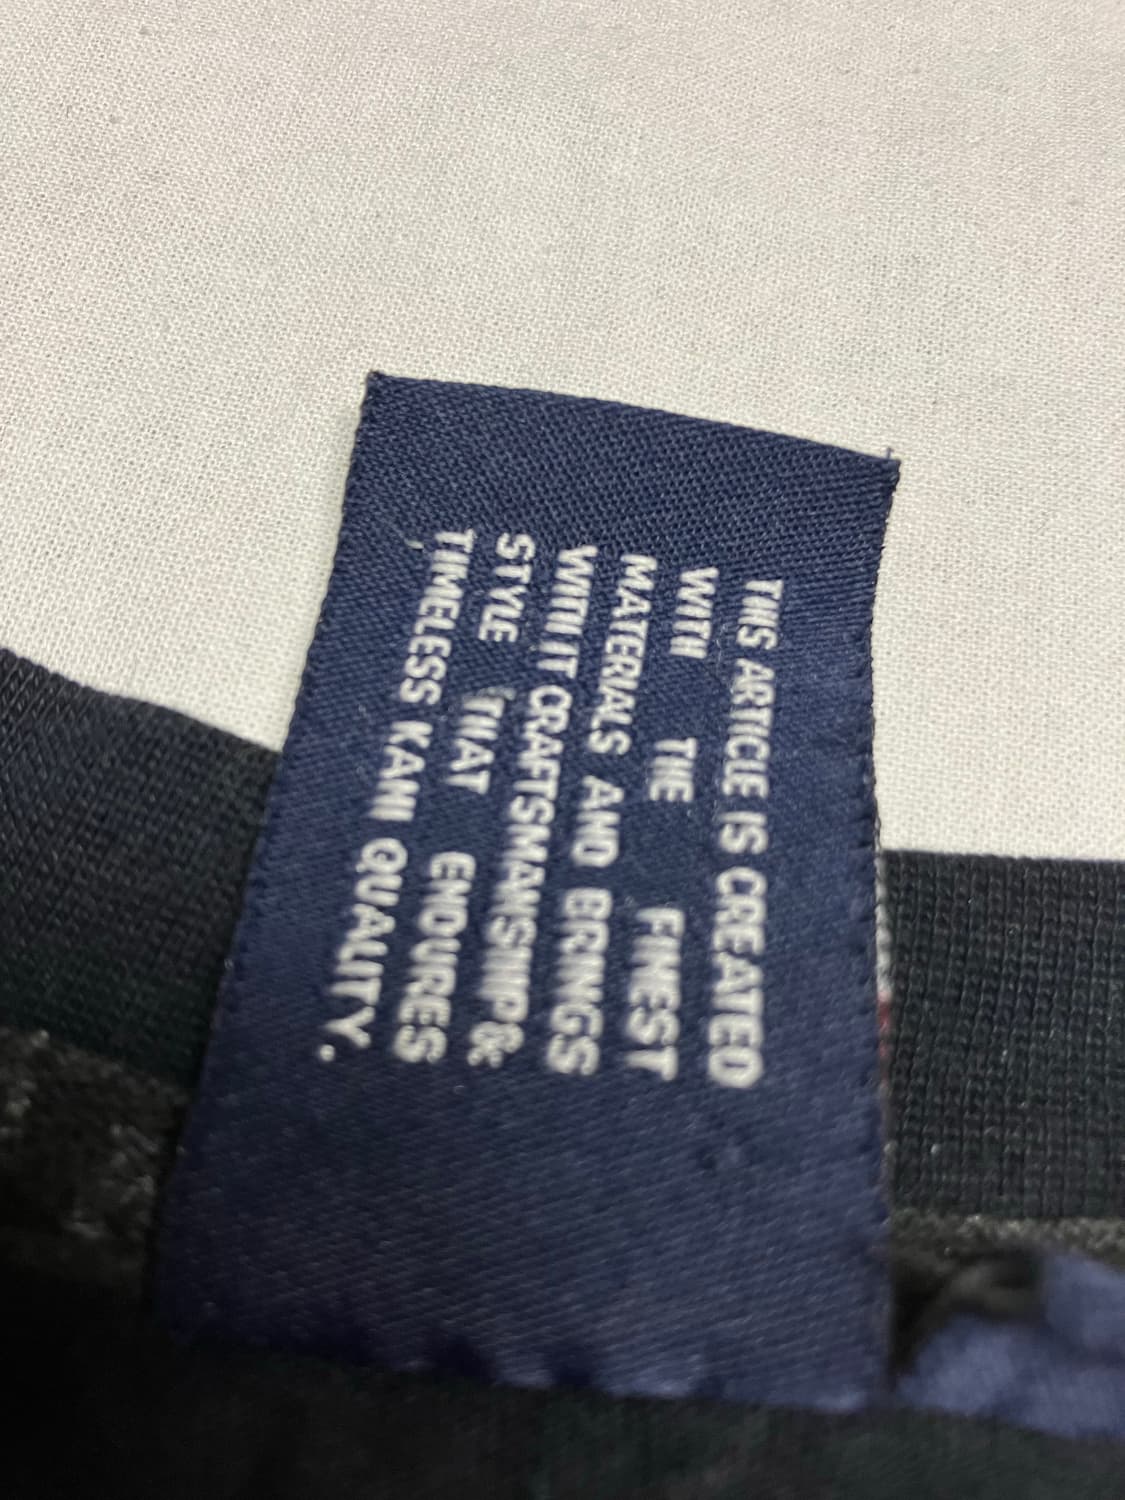 THIS ARTICLE IS CREATED
WITH THE FINEST
MATERIALS AND BRINGS
WITH IT CRAFTSMANSHIP&
STYLE THAT ENDURES
TIMELESS KANI QUALITY.